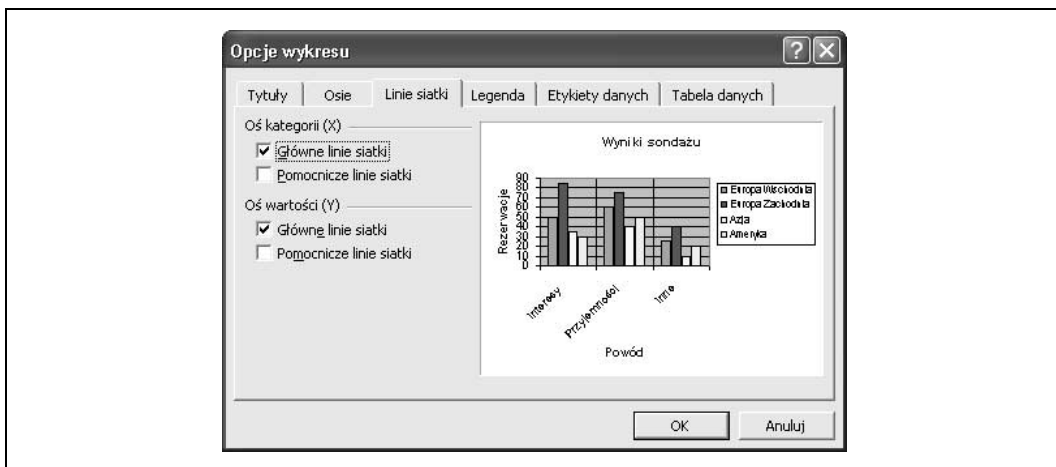 Opcje wykresu
Tytuły Osie Linie siatki Legenda Etykiety danych Tabela danych
Oś kategorii (X)
Główne linie siatki
Pomocnicze linie siatki
Oś wartości (Y)
Główne linie siatki
Pomocnicze linie siatki
Wyniki sondażu
Rezerwacje
90
80
70
60
50
40
30
20
10
0
Interesy
Przyjemności
Inne
Powód
Europa Wschodnia
Europa Zachodnia
Azja
Ameryka
OK Anuluj